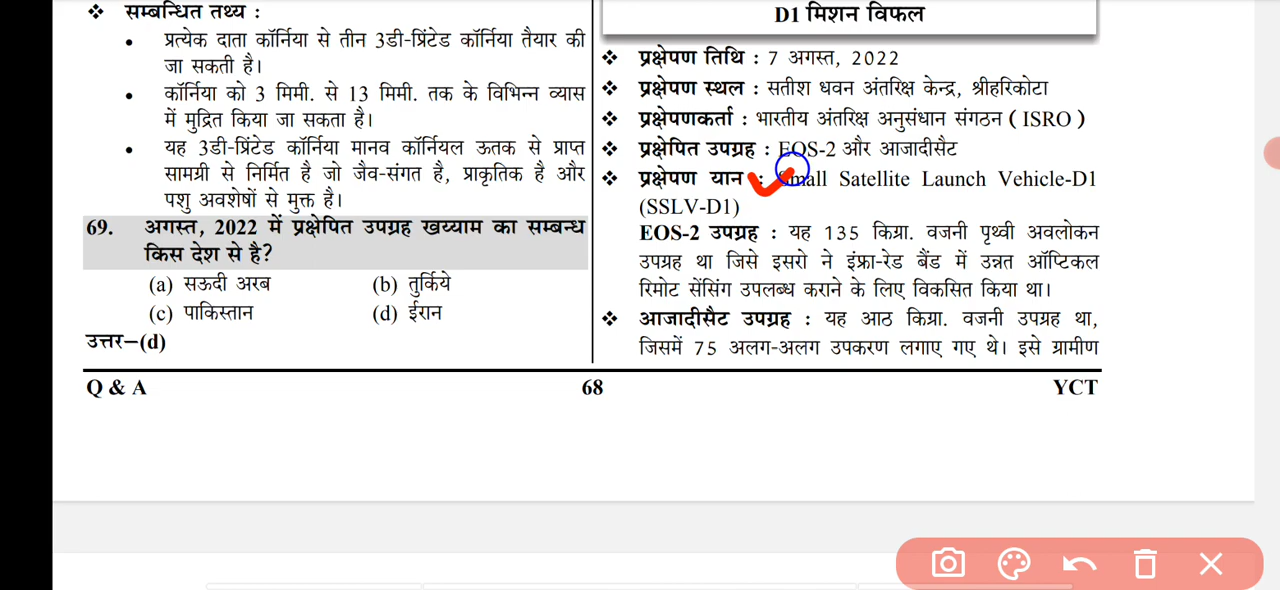 ❖ सम्बन्धित तथ्य :
• प्रत्येक दाता कॉर्निया से तीन 3डी-प्रिंटेड कॉर्निया तैयार की
जा सकती है।
• कॉर्निया को 3 मिमी. से 13 मिमी. तक के विभिन्न व्यास
में मुद्रित किया जा सकता है।
• यह 3डी-प्रिंटेड कॉर्निया मानव कॉर्नियल ऊतक से प्राप्त
सामग्री से निर्मित है जो जैव-संगत है, प्राकृतिक है और
पशु अवशेषों से मुक्त है।
69. अगस्त, 2022 में प्रक्षेपित उपग्रह खय्याम का सम्बन्ध
किस देश से है?
(a) सऊदी अरब (b) तुर्किये
(c) पाकिस्तान (d) ईरान
उत्तर–(d)
D1 मिशन विफल
❖ प्रक्षेपण तिथि : 7 अगस्त, 2022
❖ प्रक्षेपण स्थल : सतीश धवन अंतरिक्ष केन्द्र, श्रीहरिकोटा
❖ प्रक्षेपणकर्ता : भारतीय अंतरिक्ष अनुसंधान संगठन ( ISRO )
❖ प्रक्षेपित उपग्रह : EOS-2 और आजादीसैट
❖ प्रक्षेपण यान : Small Satellite Launch Vehicle-D1
(SSLV-D1)
EOS-2 उपग्रह : यह 135 किग्रा. वजनी पृथ्वी अवलोकन
उपग्रह था जिसे इसरो ने इंफ्रा-रेड बैंड में उन्नत ऑप्टिकल
रिमोट सेंसिंग उपलब्ध कराने के लिए विकसित किया था।
❖ आजादीसैट उपग्रह : यह आठ किग्रा. वजनी उपग्रह था,
जिसमें 75 अलग-अलग उपकरण लगाए गए थे। इसे ग्रामीण
Q & A 68 YCT